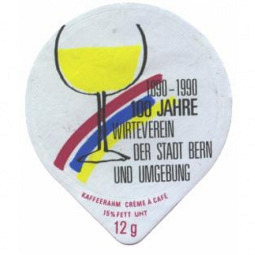 1890-1990
100 JAHRE
WIRTEVEREIN
DER STADT BERN
UND UMGEBUNG
KAFFEERAHM CRÈME À CAFÉ
15% FETT UHT
12 g